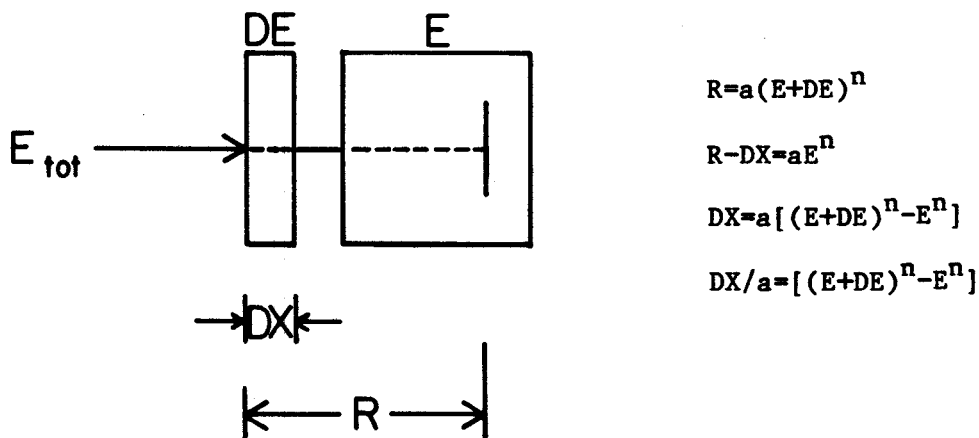 DE E
E tot
DX
R
R=a(E+DE)^n
R-DX=aE^n
DX=a[(E+DE)^n-E^n]
DX/a=[(E+DE)^n-E^n]